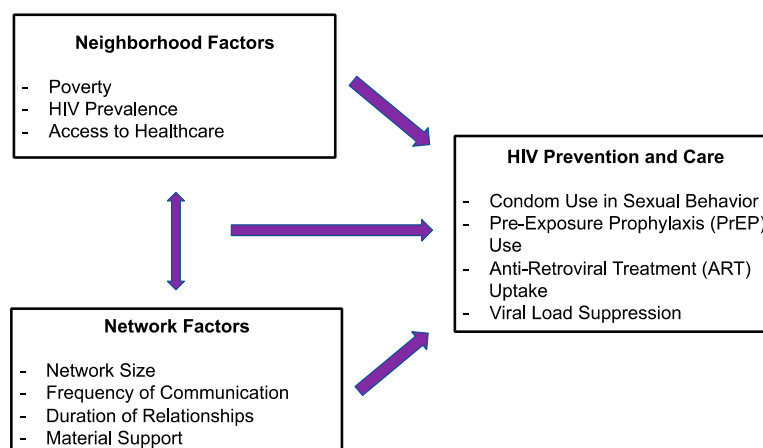 Neighborhood Factors
- Poverty
- HIV Prevalence
- Access to Healthcare
HIV Prevention and Care
- Condom Use in Sexual Behavior
- Pre-Exposure Prophylaxis (PrEP)
Use
- Anti-Retroviral Treatment (ART)
Uptake
- Viral Load Suppression
Network Factors
- Network Size
- Frequency of Communication
- Duration of Relationships
- Material Support